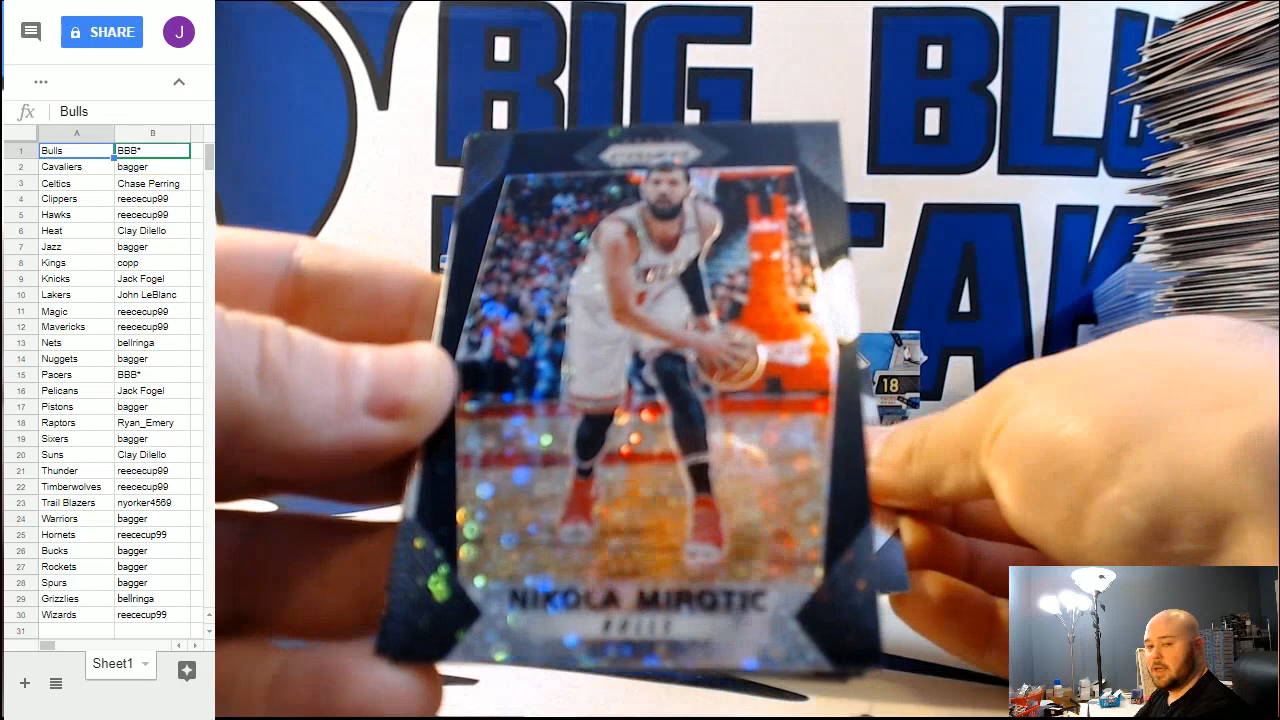 SHARE
J
fx
Bulls
A B
1 Bulls BBB*
2 Cavaliers bagger
3 Celtics Chase Perring
4 Clippers reececup99
5 Hawks reececup99
6 Heat Clay Dilello
7 Jazz bagger
8 Kings copp
9 Knicks Jack Fogel
10 Lakers John LeBlanc
11 Magic reececup99
12 Mavericks reececup99
13 Nets bellringa
14 Nuggets bagger
15 Pacers BBB*
16 Pelicans Jack Fogel
17 Pistons bagger
18 Raptors Ryan_Emery
19 Sixers bagger
20 Suns Clay Dilello
21 Thunder reececup99
22 Timberwolves reececup99
23 Trail Blazers nyorker4569
24 Warriors bagger
25 Hornets reececup99
26 Bucks bagger
27 Rockets bagger
28 Spurs bagger
29 Grizzlies bellringa
30 Wizards reececup99
31
Sheet1
BIG BLU
18
NIKOLA MIROTIC
BULLS